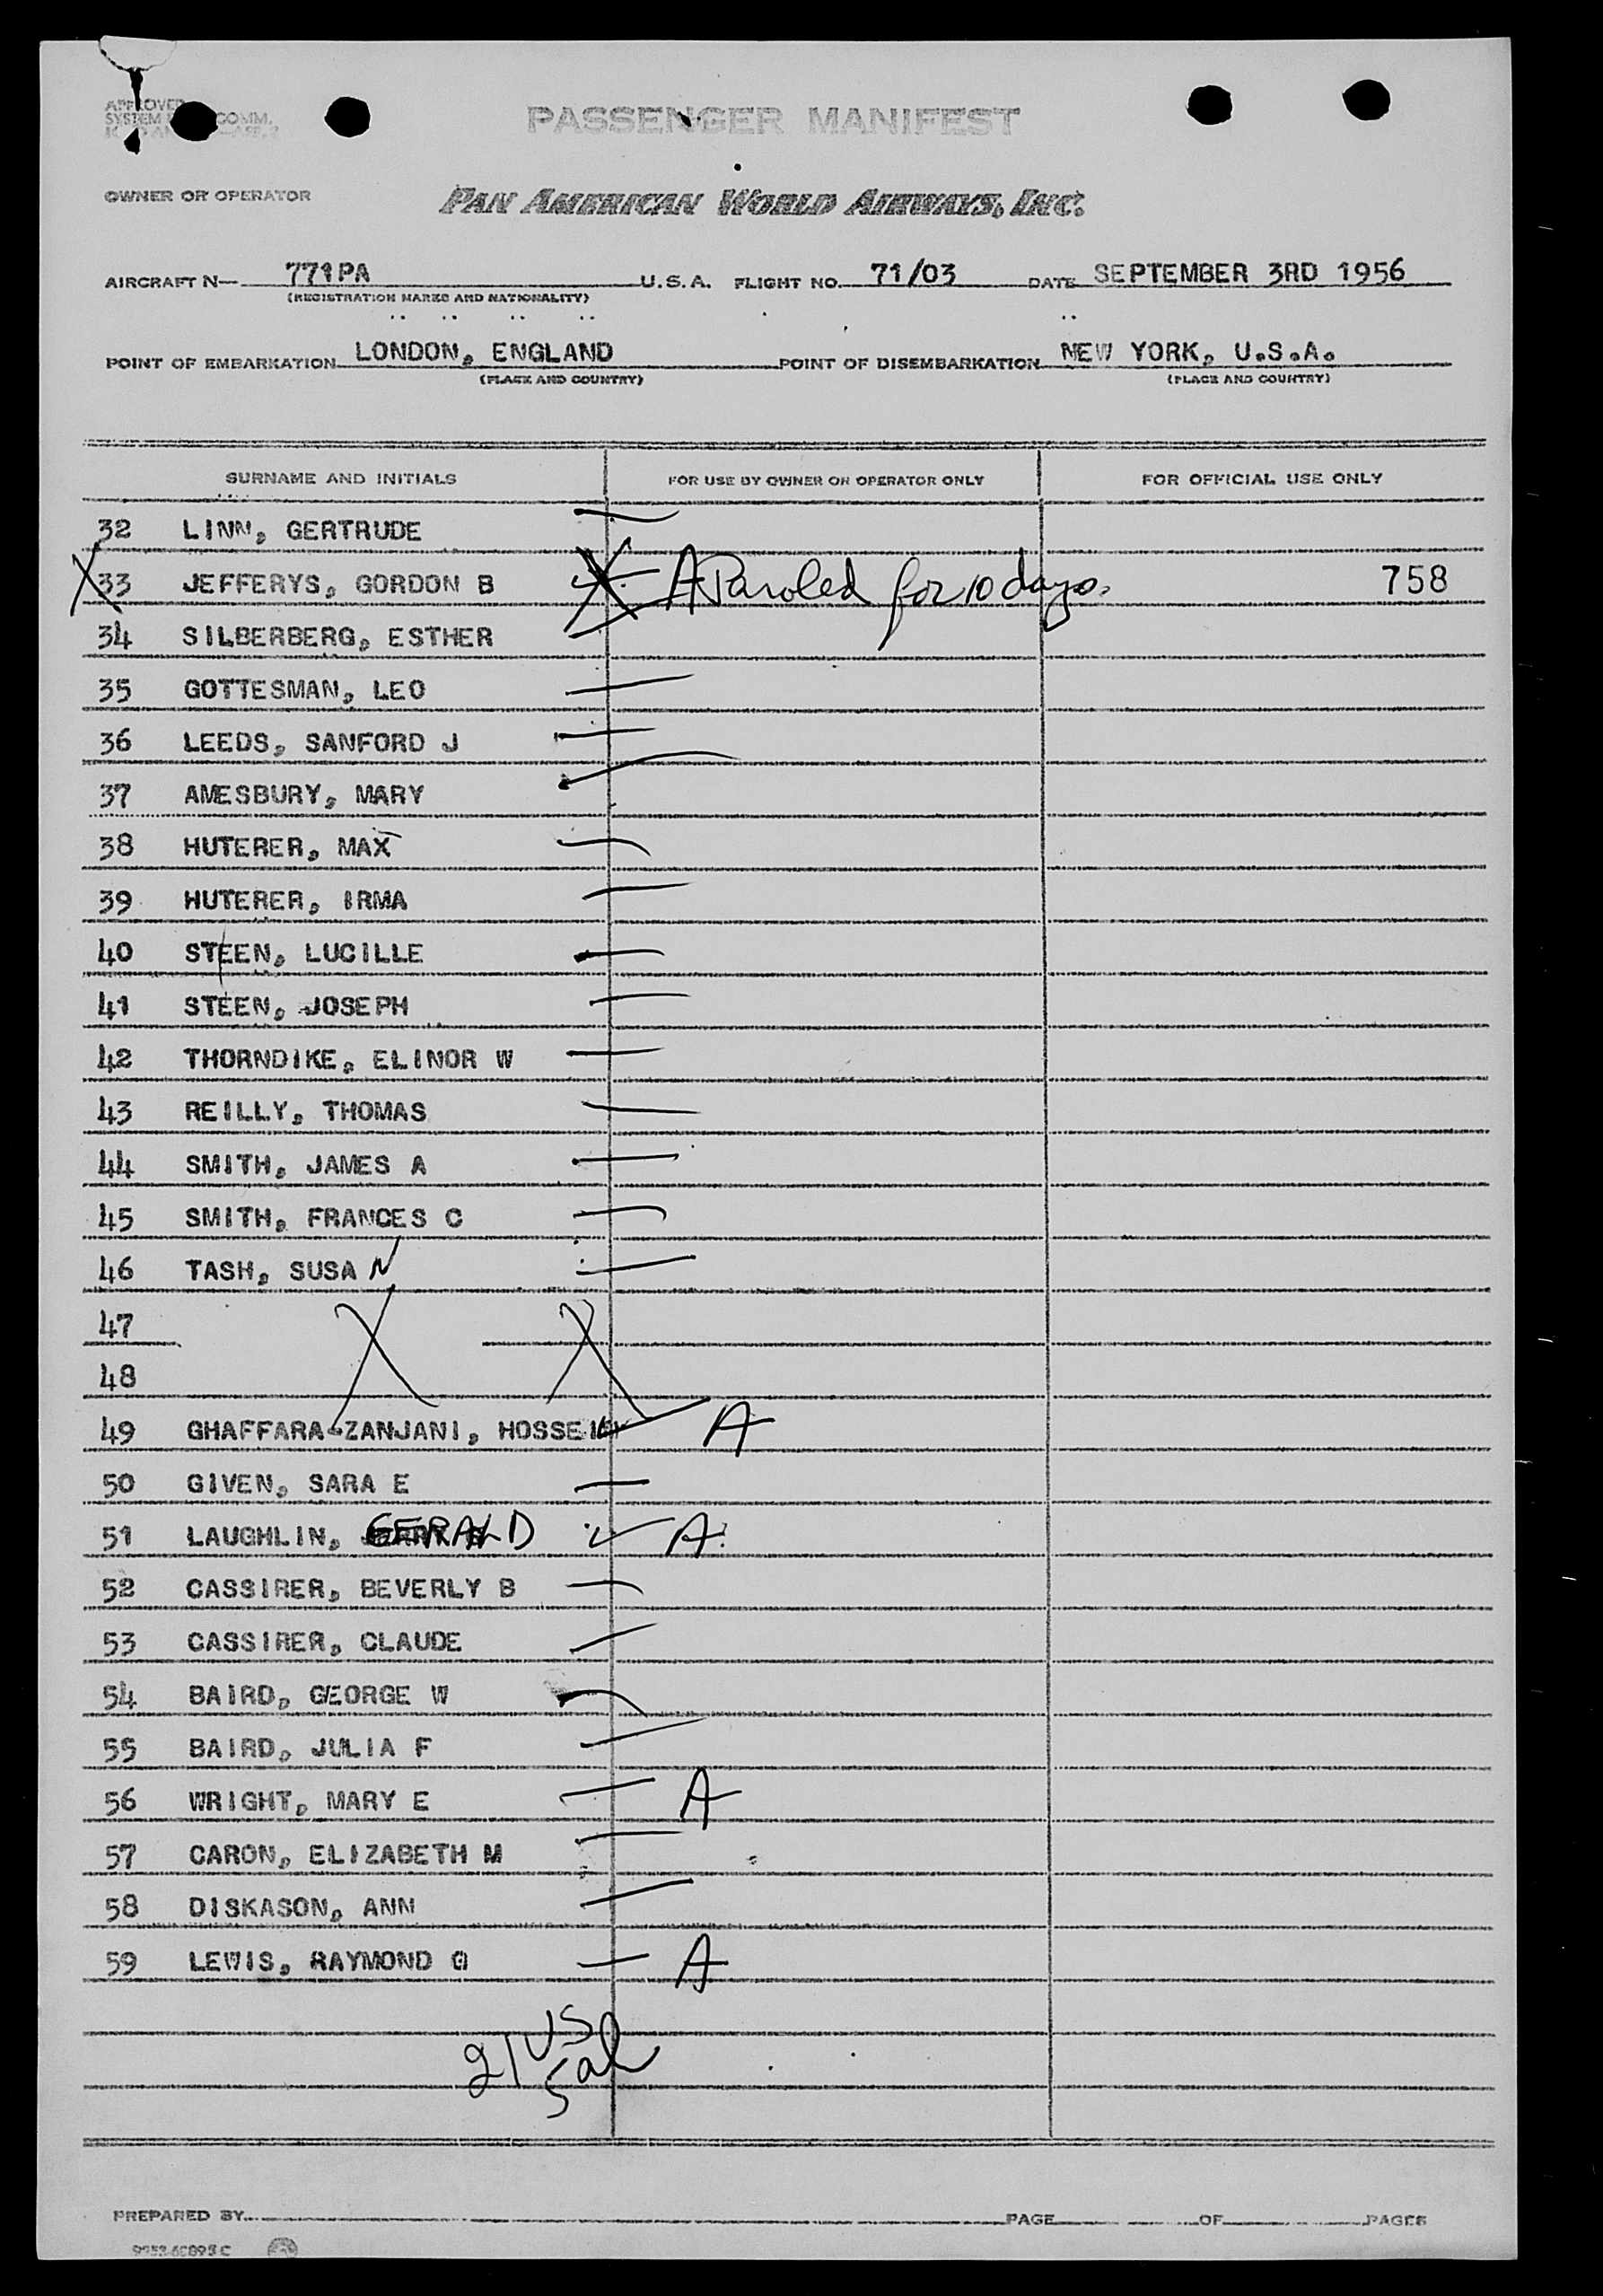 APPROVED
SYSTEM COMM.
PASSENGER MANIFEST
OWNER OR OPERATOR PAN AMERICAN WORLD AIRWAYS, INC.
AIRCRAFT N— 771PA U.S.A. FLIGHT NO. 71/03 DATE SEPTEMBER 3RD 1956
(REGISTRATION MARKS AND NATIONALITY)
POINT OF EMBARKATION LONDON, ENGLAND POINT OF DISEMBARKATION NEW YORK, U.S.A.
(PLACE AND COUNTRY) (PLACE AND COUNTRY)
SURNAME AND INITIALS FOR USE BY OWNER OR OPERATOR ONLY FOR OFFICIAL USE ONLY
32 LINN, GERTRUDE
X 33 JEFFERYS, GORDON B X A Paroled for 10 days. 758
34 SILBERBERG, ESTHER
35 GOTTESMAN, LEO
36 LEEDS, SANFORD J
37 AMESBURY, MARY
38 HUTERER, MAX
39 HUTERER, IRMA
40 STEEN, LUCILLE
41 STEEN, JOSEPH
42 THORNDIKE, ELINOR W
43 REILLY, THOMAS
44 SMITH, JAMES A
45 SMITH, FRANCES C
46 TASH, SUSAN
47 X X
48
49 GHAFFARA-ZANJANI, HOSSEIN A
50 GIVEN, SARA E
51 LAUGHLIN, GERALD A
52 CASSIRER, BEVERLY B
53 CASSIRER, CLAUDE
54 BAIRD, GEORGE W
55 BAIRD, JULIA F
56 WRIGHT, MARY E A
57 CARON, ELIZABETH M
58 DISKASON, ANN
59 LEWIS, RAYMOND G A
21 US
5 al
PREPARED BY PAGE OF PAGES